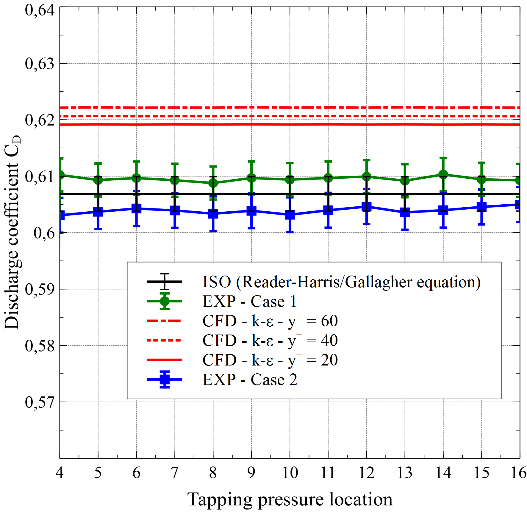 0,64
0,63
0,62
0,61
0,6
0,59
0,58
0,57
Discharge coefficient C_D
ISO (Reader-Harris/Gallagher equation)
EXP - Case 1
CFD - k-ε - y⁺ = 60
CFD - k-ε - y⁺ = 40
CFD - k-ε - y⁺ = 20
EXP - Case 2
4 5 6 7 8 9 10 11 12 13 14 15 16
Tapping pressure location